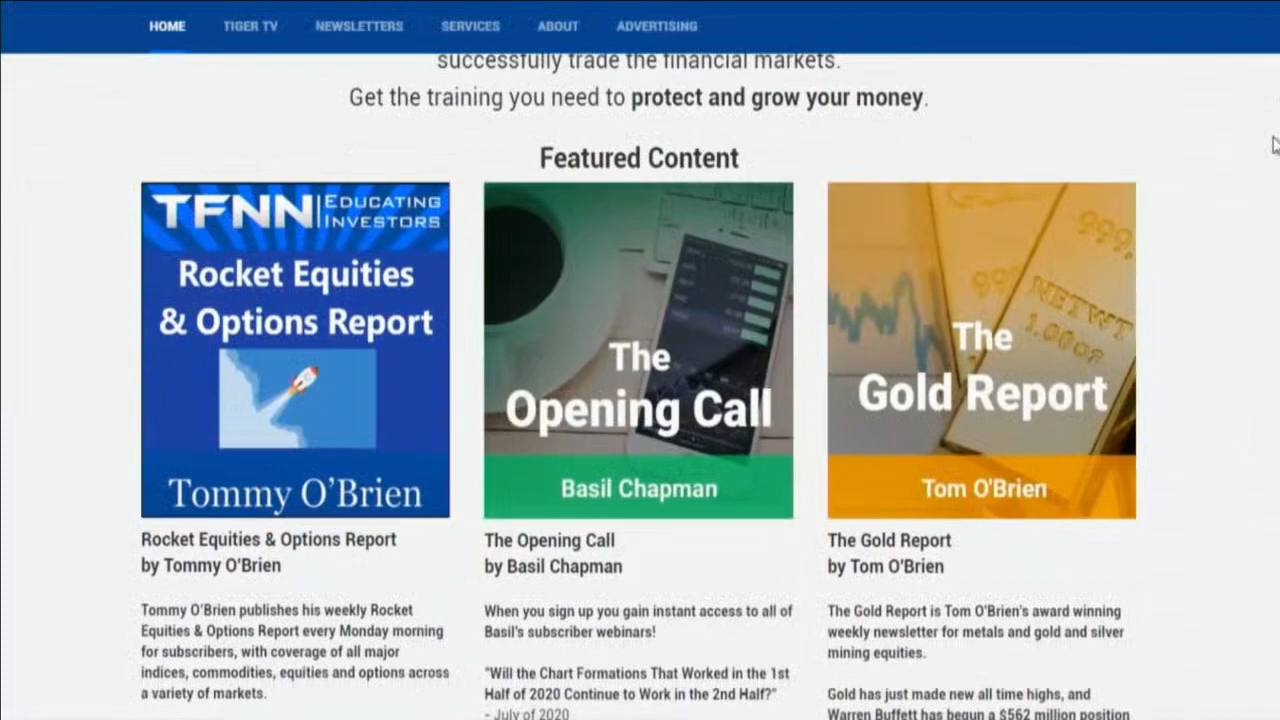 HOME TIGER TV NEWSLETTERS SERVICES ABOUT ADVERTISING
successfully trade the financial markets.
Get the training you need to protect and grow your money.
Featured Content
TFNN EDUCATING INVESTORS
Rocket Equities
& Options Report
Tommy O'Brien
The
Opening Call
Basil Chapman
999.
999
NETWT
1.00oz
The
Gold Report
Tom O'Brien
Rocket Equities & Options Report
by Tommy O'Brien
Tommy O'Brien publishes his weekly Rocket
Equities & Options Report every Monday morning
for subscribers, with coverage of all major
indices, commodities, equities and options across
a variety of markets.
The Opening Call
by Basil Chapman
When you sign up you gain instant access to all of
Basil's subscriber webinars!
"Will the Chart Formations That Worked in the 1st
Half of 2020 Continue to Work in the 2nd Half?"
- July of 2020
The Gold Report
by Tom O'Brien
The Gold Report is Tom O'Brien's award winning
weekly newsletter for metals and gold and silver
mining equities.
Gold has just made new all time highs, and
Warren Buffett has begun a $562 million position